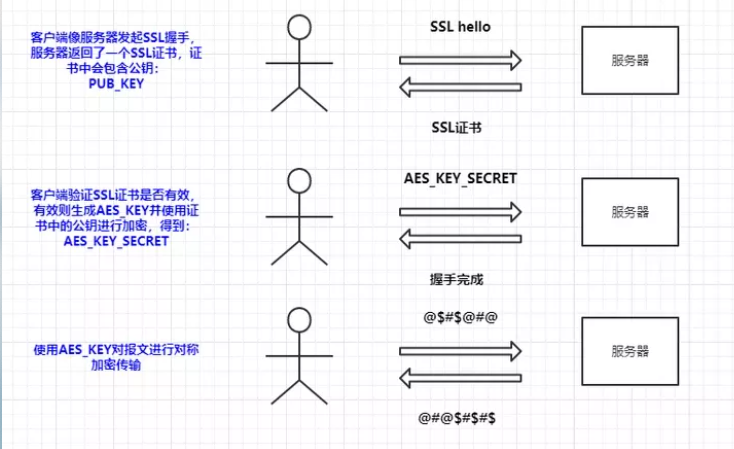 客户端像服务器发起SSL握手，
服务器返回了一个SSL证书，证
书中会包含公钥：
PUB_KEY
SSL hello
服务器
SSL证书
客户端验证SSL证书是否有效，
有效则生成AES_KEY并使用证
书中的公钥进行加密，得到：
AES_KEY_SECRET
AES_KEY_SECRET
服务器
握手完成
使用AES_KEY对报文进行对称
加密传输
@$#$@#@
服务器
@#@$#$#$